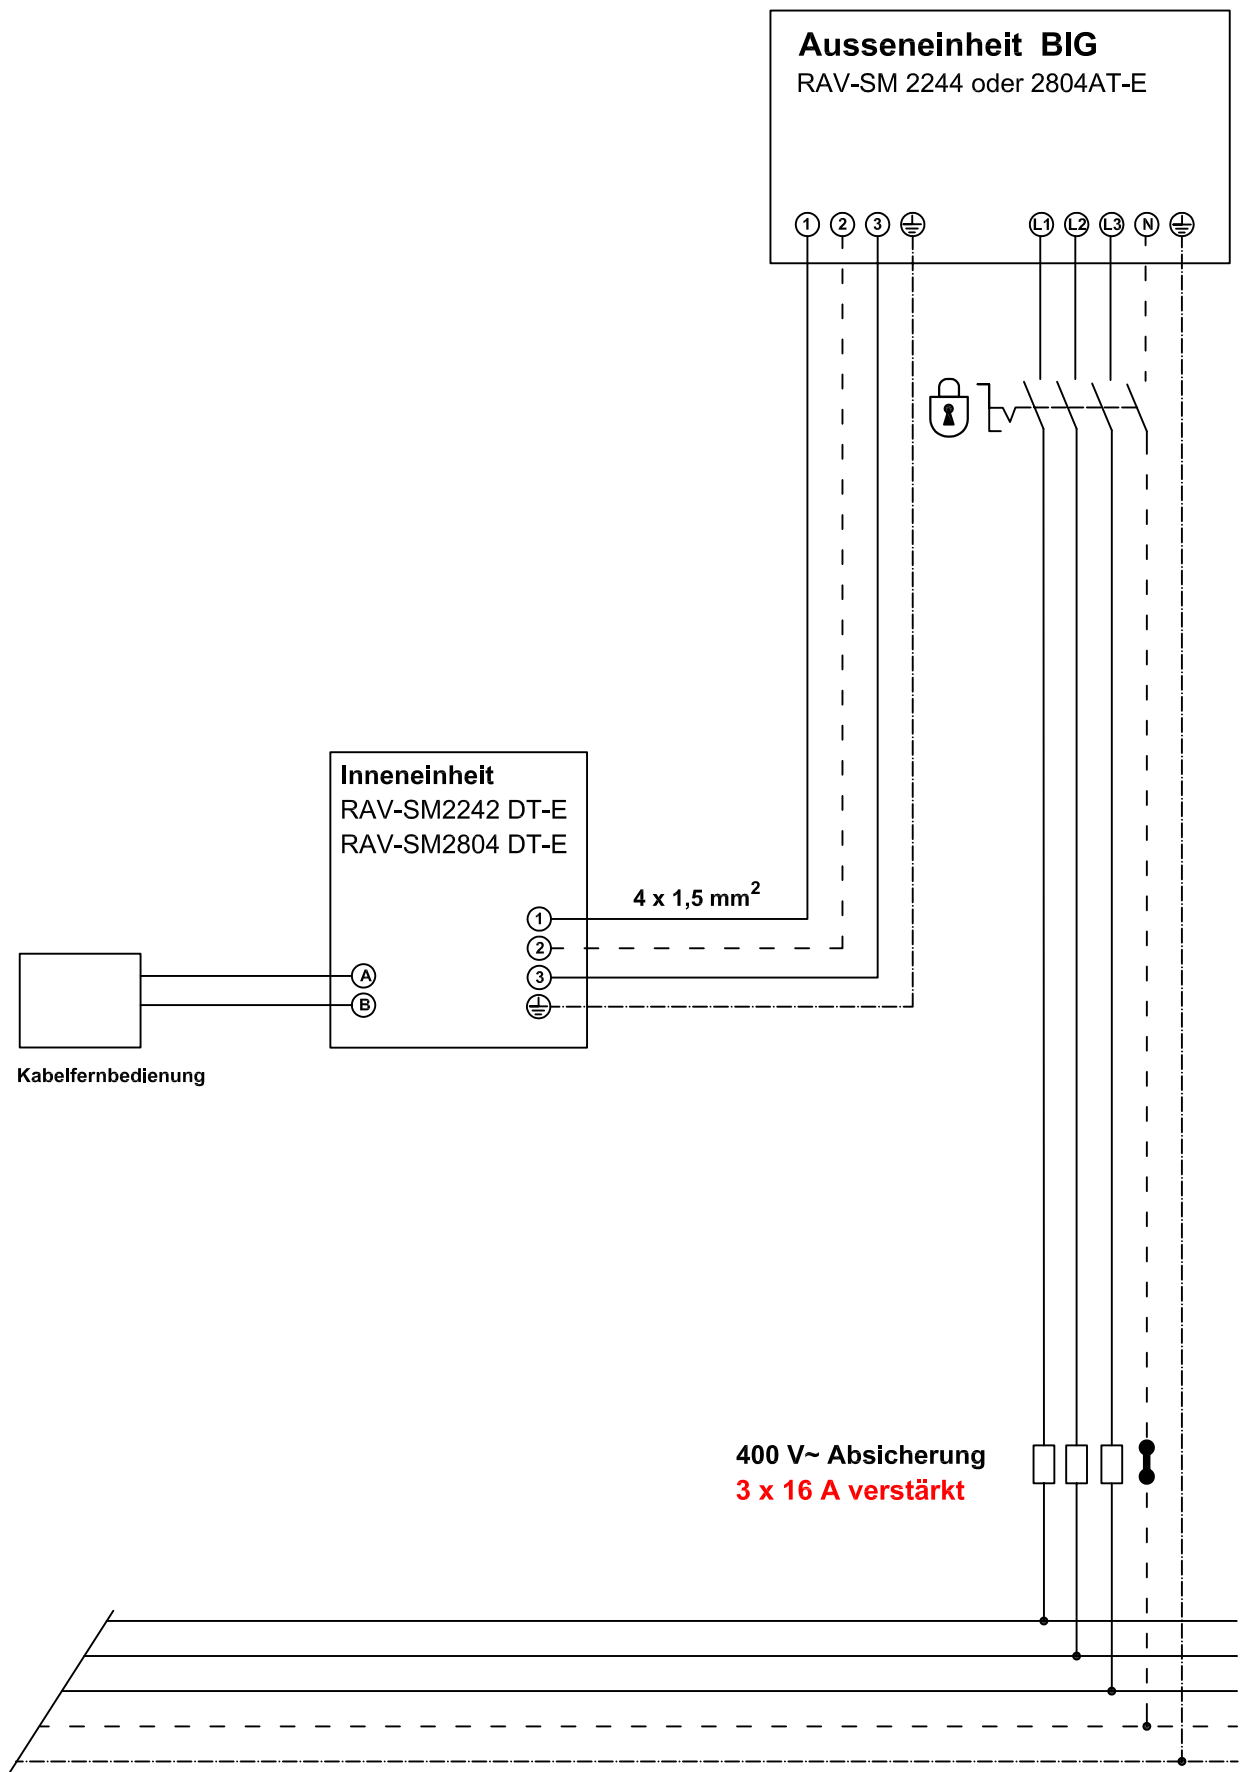 Ausseneinheit BIG
RAV-SM 2244 oder 2804AT-E
1 2 3 L1 L2 L3 N
Inneneinheit
RAV-SM2242 DT-E
RAV-SM2804 DT-E
4 x 1,5 mm²
1
2
A 3
B
Kabelfernbedienung
400 V~ Absicherung
3 x 16 A verstärkt